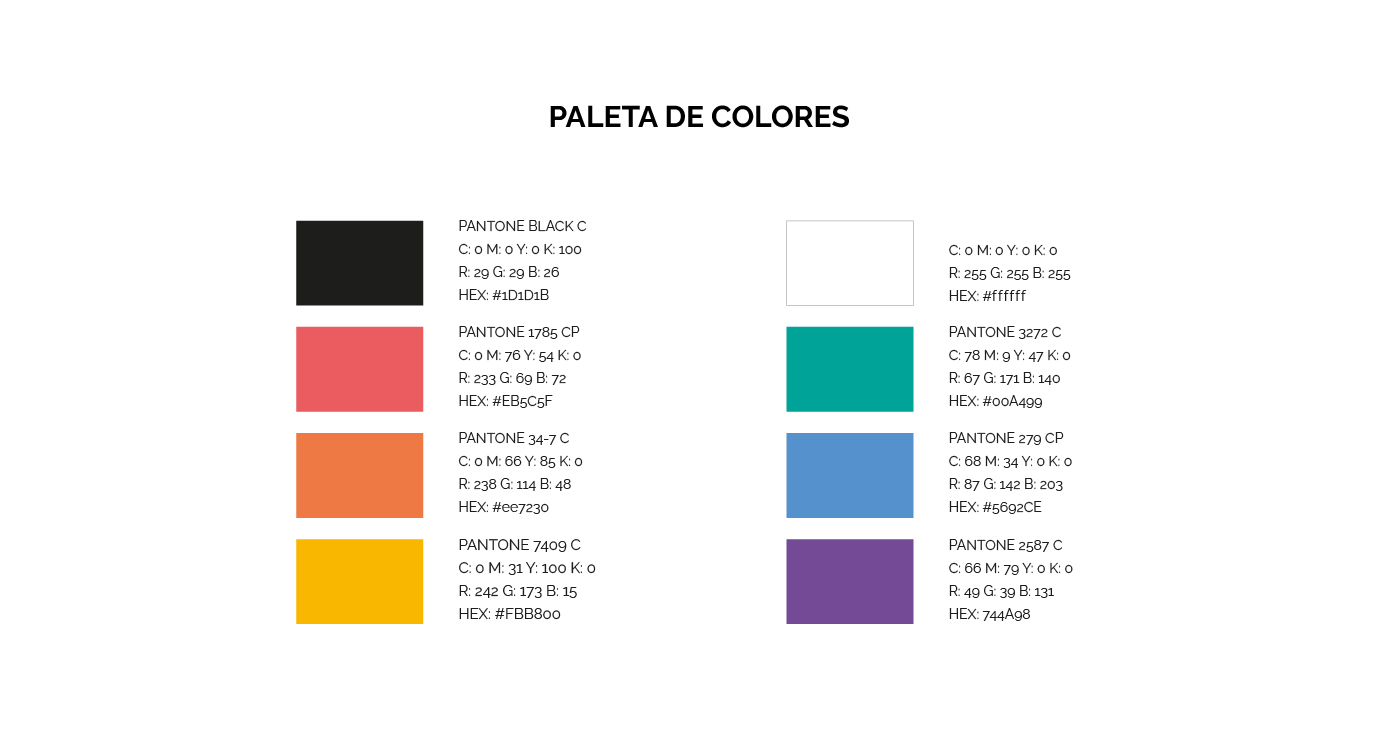 PALETA DE COLORES
PANTONE BLACK C
C: 0 M: 0 Y: 0 K: 100
R: 29 G: 29 B: 26
HEX: #1D1D1B
C: 0 M: 0 Y: 0 K: 0
R: 255 G: 255 B: 255
HEX: #ffffff
PANTONE 1785 CP
C: 0 M: 76 Y: 54 K: 0
R: 233 G: 69 B: 72
HEX: #EB5C5F
PANTONE 3272 C
C: 78 M: 9 Y: 47 K: 0
R: 67 G: 171 B: 140
HEX: #00A499
PANTONE 34-7 C
C: 0 M: 66 Y: 85 K: 0
R: 238 G: 114 B: 48
HEX: #ee7230
PANTONE 279 CP
C: 68 M: 34 Y: 0 K: 0
R: 87 G: 142 B: 203
HEX: #5692CE
PANTONE 7409 C
C: 0 M: 31 Y: 100 K: 0
R: 242 G: 173 B: 15
HEX: #FBB800
PANTONE 2587 C
C: 66 M: 79 Y: 0 K: 0
R: 49 G: 39 B: 131
HEX: 744A98